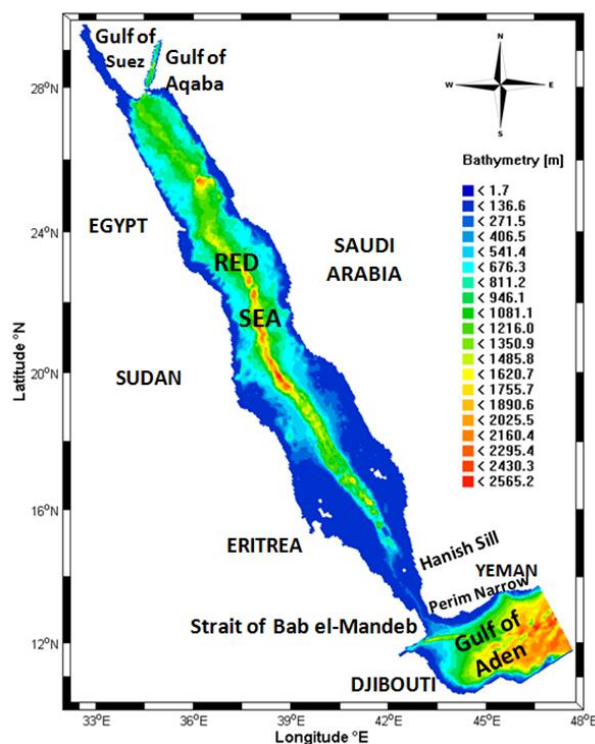 Gulf of
Suez
Gulf of
Aqaba
N
W
E
S
28°N
Bathymetry [m]
< 1.7
< 136.6
< 271.5
< 406.5
< 541.4
< 676.3
< 811.2
< 946.1
< 1081.1
< 1216.0
< 1350.9
< 1485.8
< 1620.7
< 1755.7
< 1890.6
< 2025.5
< 2160.4
< 2295.4
< 2430.3
< 2565.2
EGYPT
24°N
RED
SEA
SAUDI
ARABIA
Latitude °N
SUDAN
20°N
16°N
ERITREA
Hanish Sill
YEMAN
Perim Narrow
Strait of Bab el-Mandeb
Gulf of
Aden
12°N
DJIBOUTI
33°E
36°E
39°E
42°E
45°E
48°E
Longitude °E